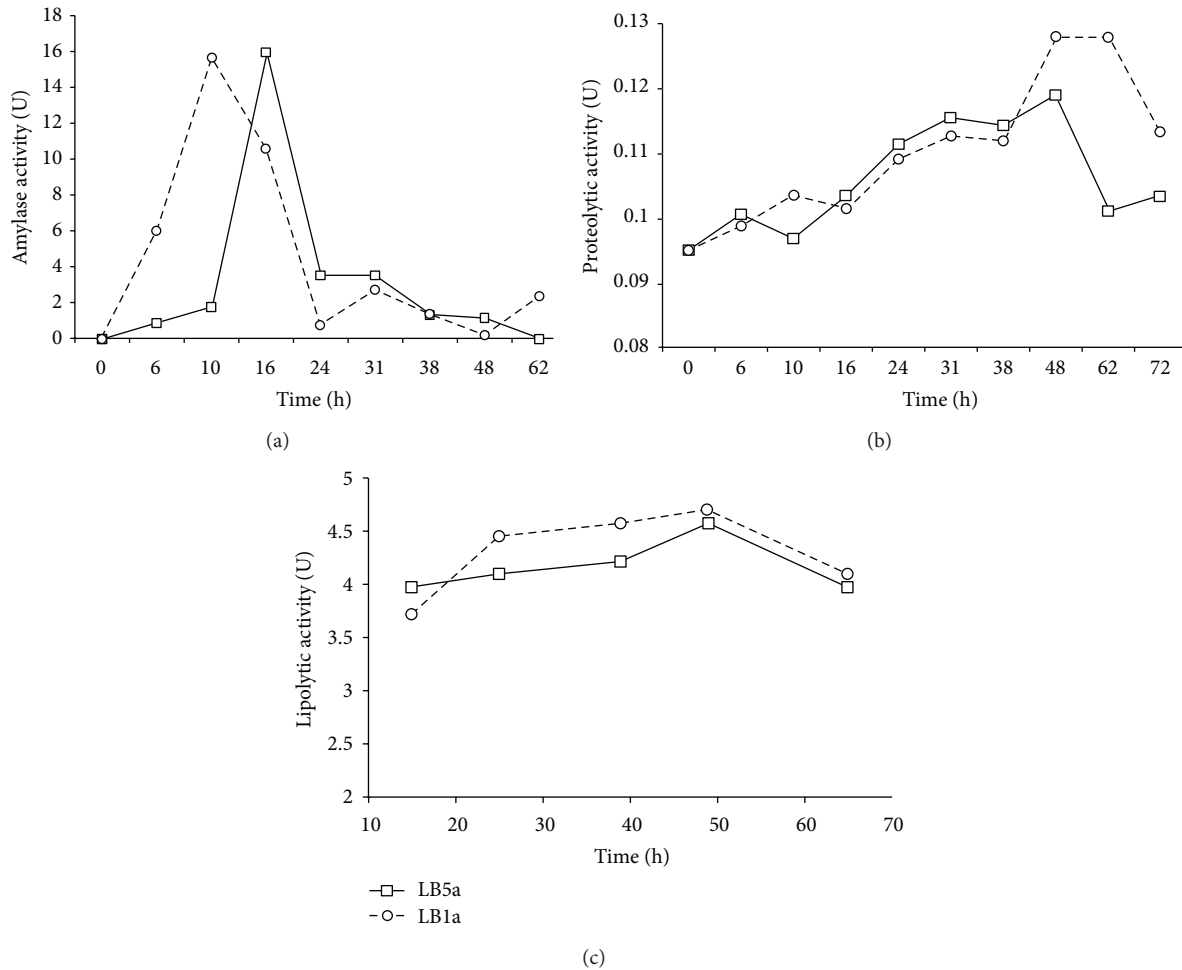 18
16
14
12
10
8
6
4
2
0
Amylase activity (U)
0 6 10 16 24 31 38 48 62
Time (h)
(a)
0.13
0.12
0.11
0.1
0.09
0.08
Proteolytic activity (U)
0 6 10 16 24 31 38 48 62 72
Time (h)
(b)
5
4.5
4
3.5
3
2.5
2
Lipolytic activity (U)
10 20 30 40 50 60 70
Time (h)
LB5a
LB1a
(c)